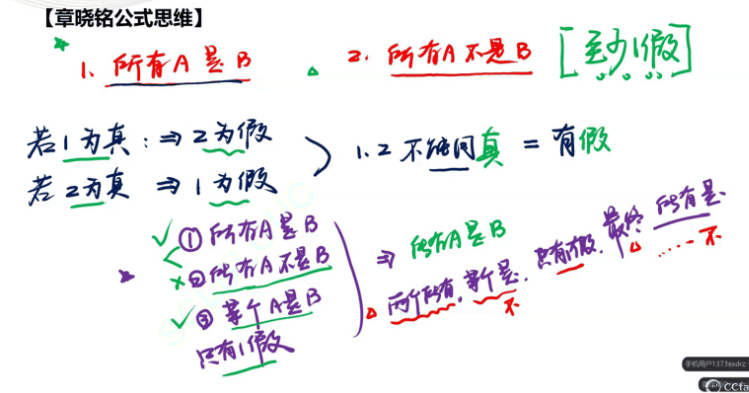 【章晓铭公式思维】
1. 所有A是B 2. 所有A不是B [至少1假]
若1为真:⇒2为假
若2为真 ⇒1为假
1.2 不能同真 = 有假
① 所有A是B
② 所有A不是B
③ 某个A是B
只有1假
⇒ 所有A是B
两个所有,某个是,只有1假,最终 所有是
不 ……不
手机用户1373exdrz
CCta